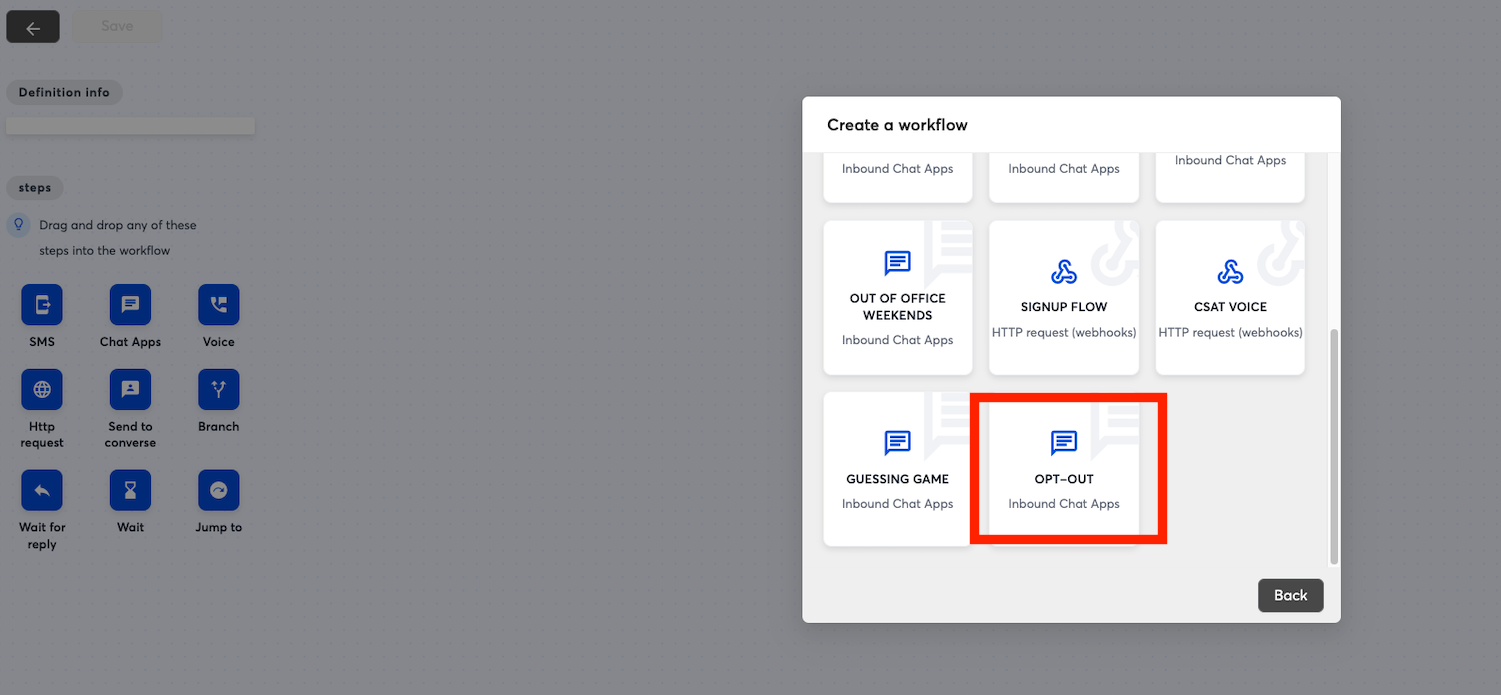 Save
Definition info
steps
Drag and drop any of these
steps into the workflow
SMS
Chat Apps
Voice
Http
request
Send to
converse
Branch
Wait for
reply
Wait
Jump to
Create a workflow
Inbound Chat Apps
Inbound Chat Apps
Inbound Chat Apps
OUT OF OFFICE
WEEKENDS
Inbound Chat Apps
SIGNUP FLOW
HTTP request (webhooks)
CSAT VOICE
HTTP request (webhooks)
GUESSING GAME
Inbound Chat Apps
OPT-OUT
Inbound Chat Apps
Back